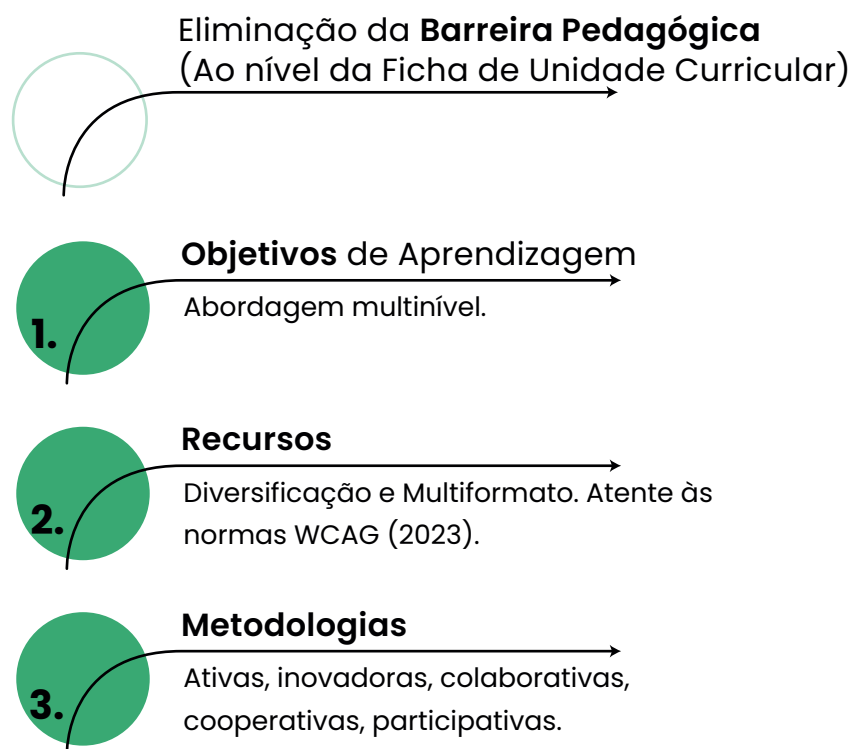 Eliminação da Barreira Pedagógica
(Ao nível da Ficha de Unidade Curricular)
Objetivos de Aprendizagem
1.
Abordagem multinível.
Recursos
2.
Diversificação e Multiformato. Atente às
normas WCAG (2023).
Metodologias
3.
Ativas, inovadoras, colaborativas,
cooperativas, participativas.